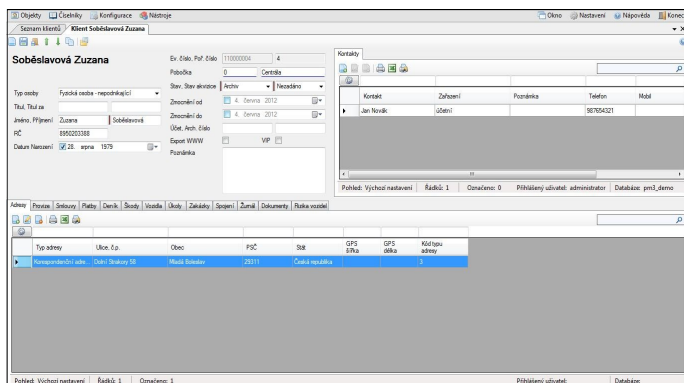 Objekty Číselníky Konfigurace Nástroje Okno Nastavení Nápověda Konec
Seznam klientů Klient Soběslavová Zuzana
Soběslavová Zuzana
Typ osoby Fyzická osoba - nepodnikající
Titul, Titul za
Jméno, Příjmení Zuzana Soběslavová
RČ 8950203388
Datum Narození 28. srpna 1979
Ev. číslo, Poř. číslo 110000004 4
Pobočka 0 Centrála
Stav, Stav akvizice Archiv Nezadáno
Zmocnění od 4. června 2012
Zmocnění do 4. června 2012
Účet, Arch. číslo
Export WWW VIP
Poznámka
Kontakty
Kontakt Zařazení Poznámka Telefon Mobil
Jan Novák účetní 987654321
Pohled: Výchozí nastavení Řádků: 1 Označeno: 0 Přihlášený uživatel: administrator Databáze: pm3_demo
Adresy Provize Smlouvy Platby Deník Škody Vozidla Úkoly Zakázky Spojení Žurnál Dokumenty Rizika vozidel
Typ adresy Ulice, č.p. Obec PSČ Stát GPS šířka GPS délka Kód typu adresy
Korespondenční adre... Dolní Stakory 58 Mladá Boleslav 29311 Česká republika 3
Pohled: Výchozí nastavení Řádků: 1 Označeno: 1 Přihlášený uživatel: Databáze: